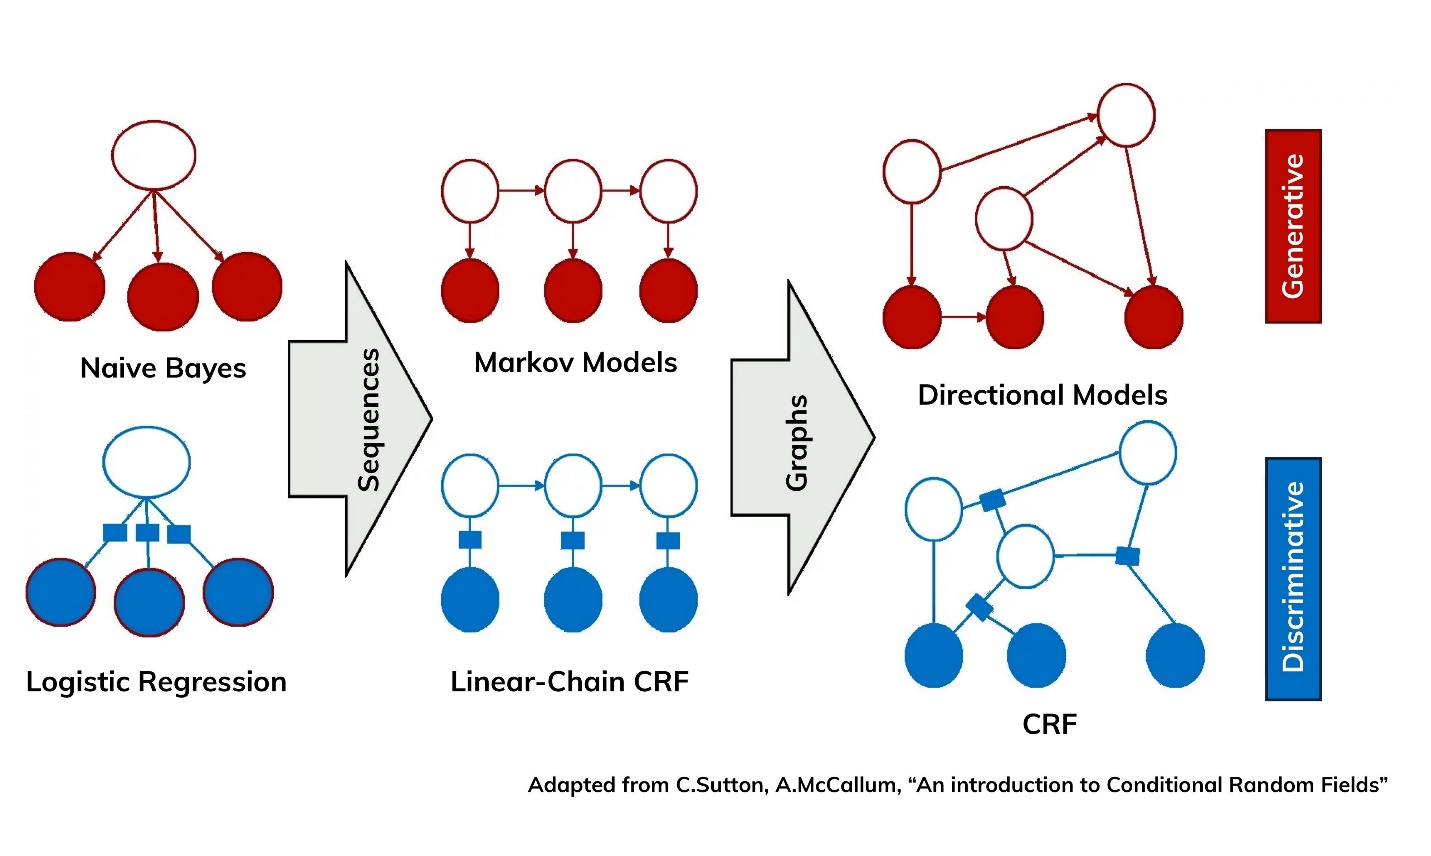 Naive Bayes
Markov Models
Directional Models
Generative
Sequences
Graphs
Logistic Regression
Linear-Chain CRF
CRF
Discriminative
Adapted from C.Sutton, A.McCallum, “An introduction to Conditional Random Fields”